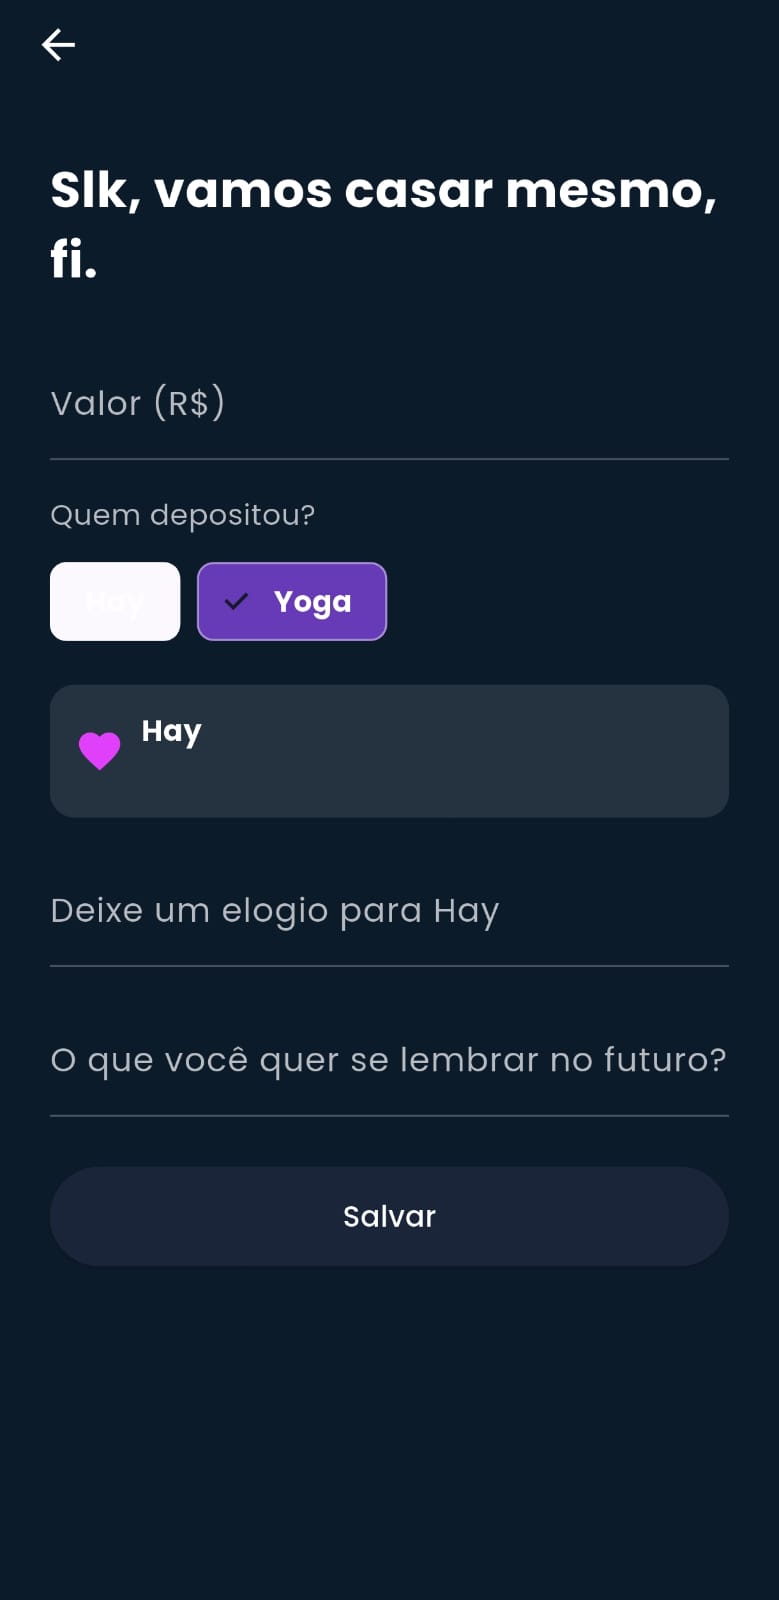 Slk, vamos casar mesmo,
fi.
Valor (R$)
Quem depositou?
Hay
Yoga
Hay
Deixe um elogio para Hay
O que você quer se lembrar no futuro?
Salvar